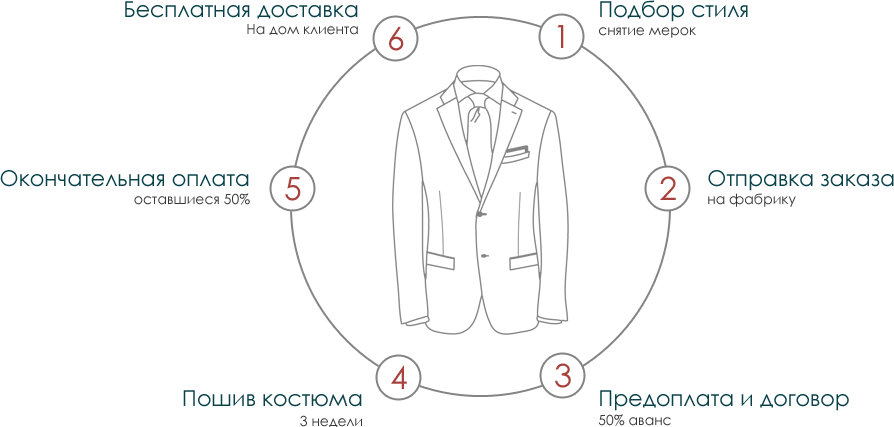 1
Подбор стиля
снятие мерок
2
Отправка заказа
на фабрику
3
Предоплата и договор
50% аванс
4
Пошив костюма
3 недели
5
Окончательная оплата
оставшиеся 50%
6
Бесплатная доставка
На дом клиента